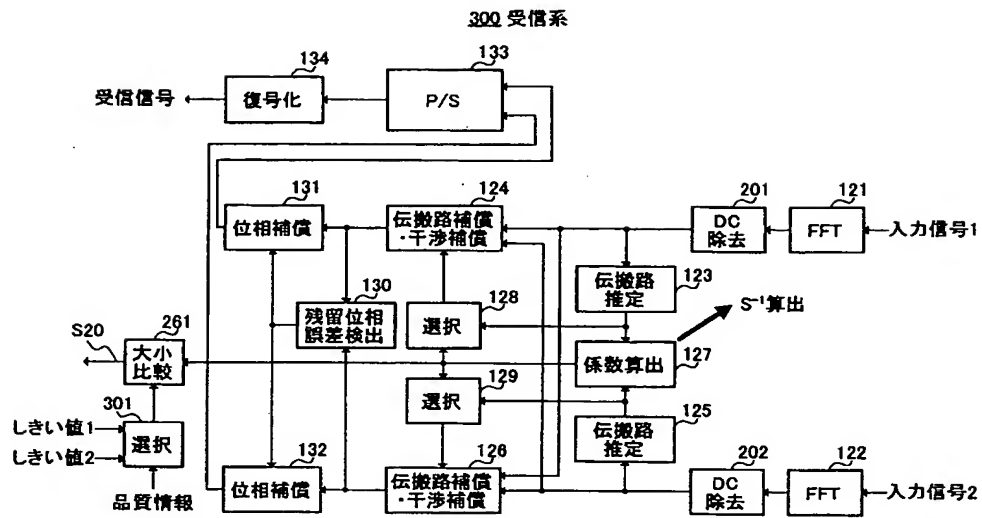 300 受信系
134
133
受信信号
復号化
P/S
131
124
201
121
位相補償
伝搬路補償
・干渉補償
DC
除去
FFT
入力信号1
123
130
128
伝搬路
推定
S⁻¹算出
残留位相
誤差検出
選択
S20
261
127
大小
比較
係数算出
129
301
選択
125
しきい値1
選択
伝搬路
推定
しきい値2
132
126
202
122
品質情報
位相補償
伝搬路補償
・干渉補償
DC
除去
FFT
入力信号2